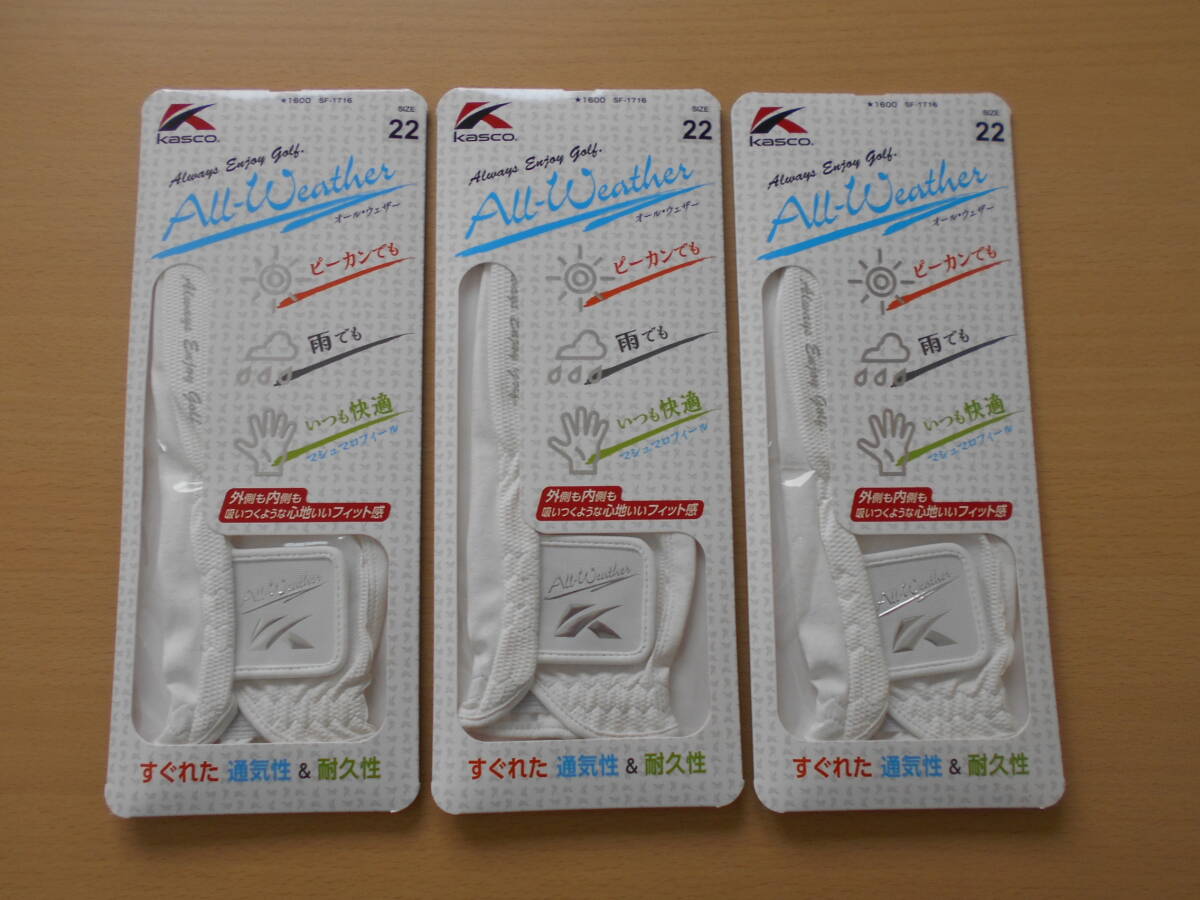 ★1600 SF-1716
SIZE
22
Kasco
Always Enjoy Golf.
All-Weather
オール・ウェザー
ピーカンでも
雨でも
いつも快適
マシュマロフィール
外側も内側も
吸いつくような心地いいフィット感
Always Enjoy Golf.
All-Weather
すぐれた 通気性 & 耐久性
★1600 SF-1716
SIZE
22
Kasco
Always Enjoy Golf.
All-Weather
オール・ウェザー
ピーカンでも
雨でも
いつも快適
マシュマロフィール
外側も内側も
吸いつくような心地いいフィット感
Always Enjoy Golf.
All-Weather
すぐれた 通気性 & 耐久性
★1600 SF-1716
SIZE
22
Kasco
Always Enjoy Golf.
All-Weather
オール・ウェザー
ピーカンでも
雨でも
いつも快適
マシュマロフィール
外側も内側も
吸いつくような心地いいフィット感
Always Enjoy Golf.
All-Weather
すぐれた 通気性 & 耐久性